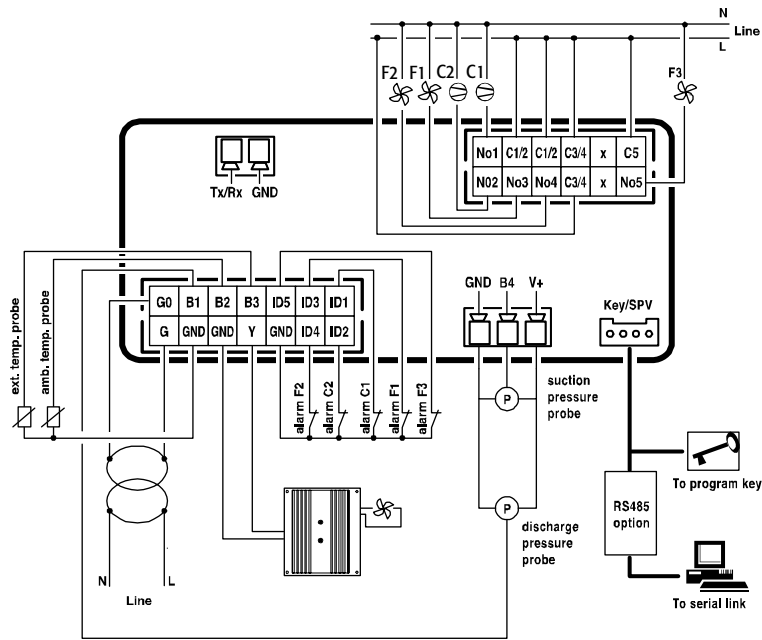 N
Line
L
F2
F1
C2
C1
F3
No1 C1/2 C1/2 C3/4 x C5
N02 No3 No4 C3/4 x No5
Tx/Rx GND
G0 B1 B2 B3 ID5 ID3 ID1
G GND GND Y GND ID4 ID2
GND B4 V+
Key/SPV
ext. temp. probe
amb. temp. probe
alarm F2
alarm C2
alarm C1
alarm F1
alarm F3
P
suction
pressure
probe
P
discharge
pressure
probe
To program key
RS485
option
To serial link
N
L
Line